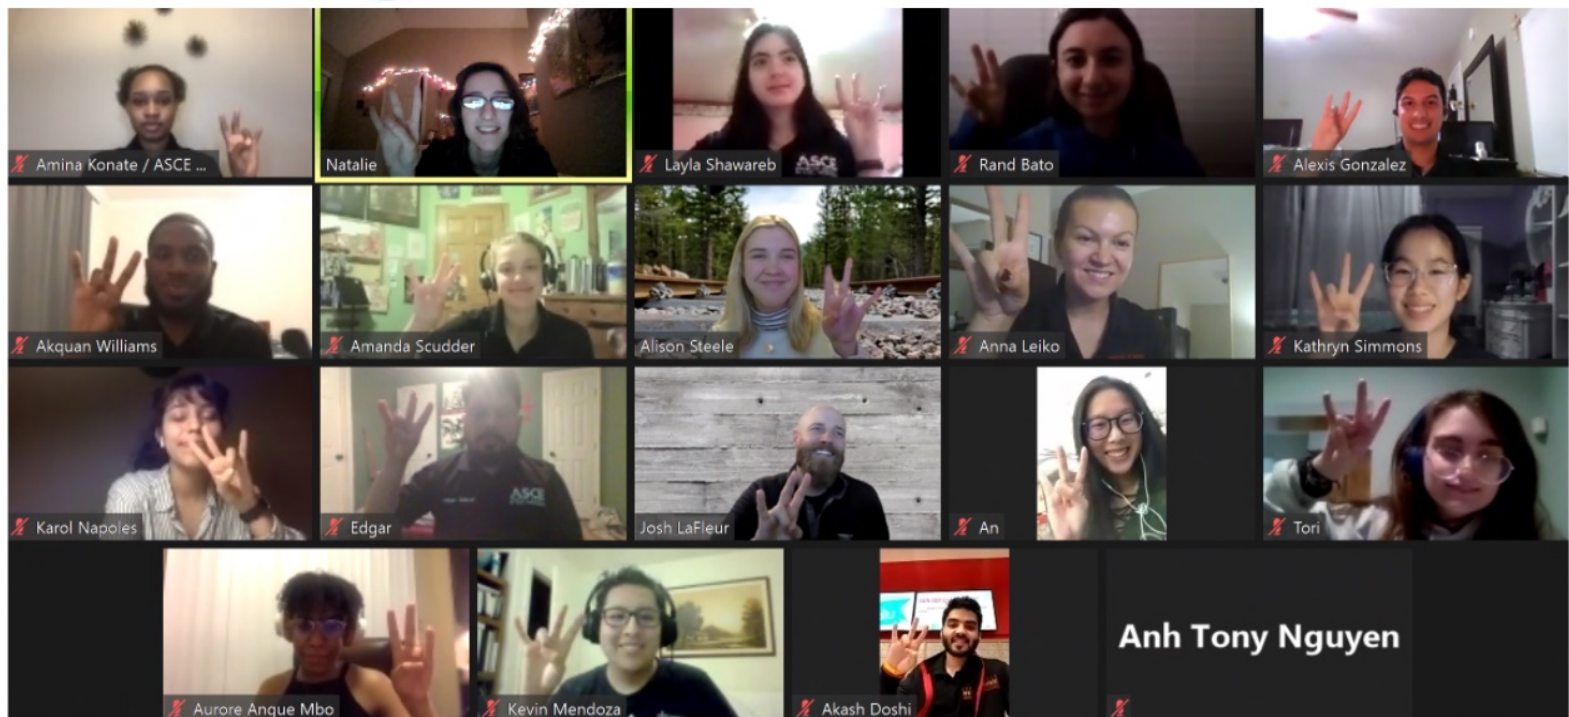 Amina Konate / ASCE ...
Natalie
ASCE
Layla Shawareb
Rand Bato
Alexis Gonzalez
Akquan Williams
Amanda Scudder
Alison Steele
Anna Leiko
Kathryn Simmons
Karol Napoles
ASCE
Edgar
Josh LaFleur
An
Tori
Aurore Angue Mbo
Kevin Mendoza
Akash Doshi
Anh Tony Nguyen